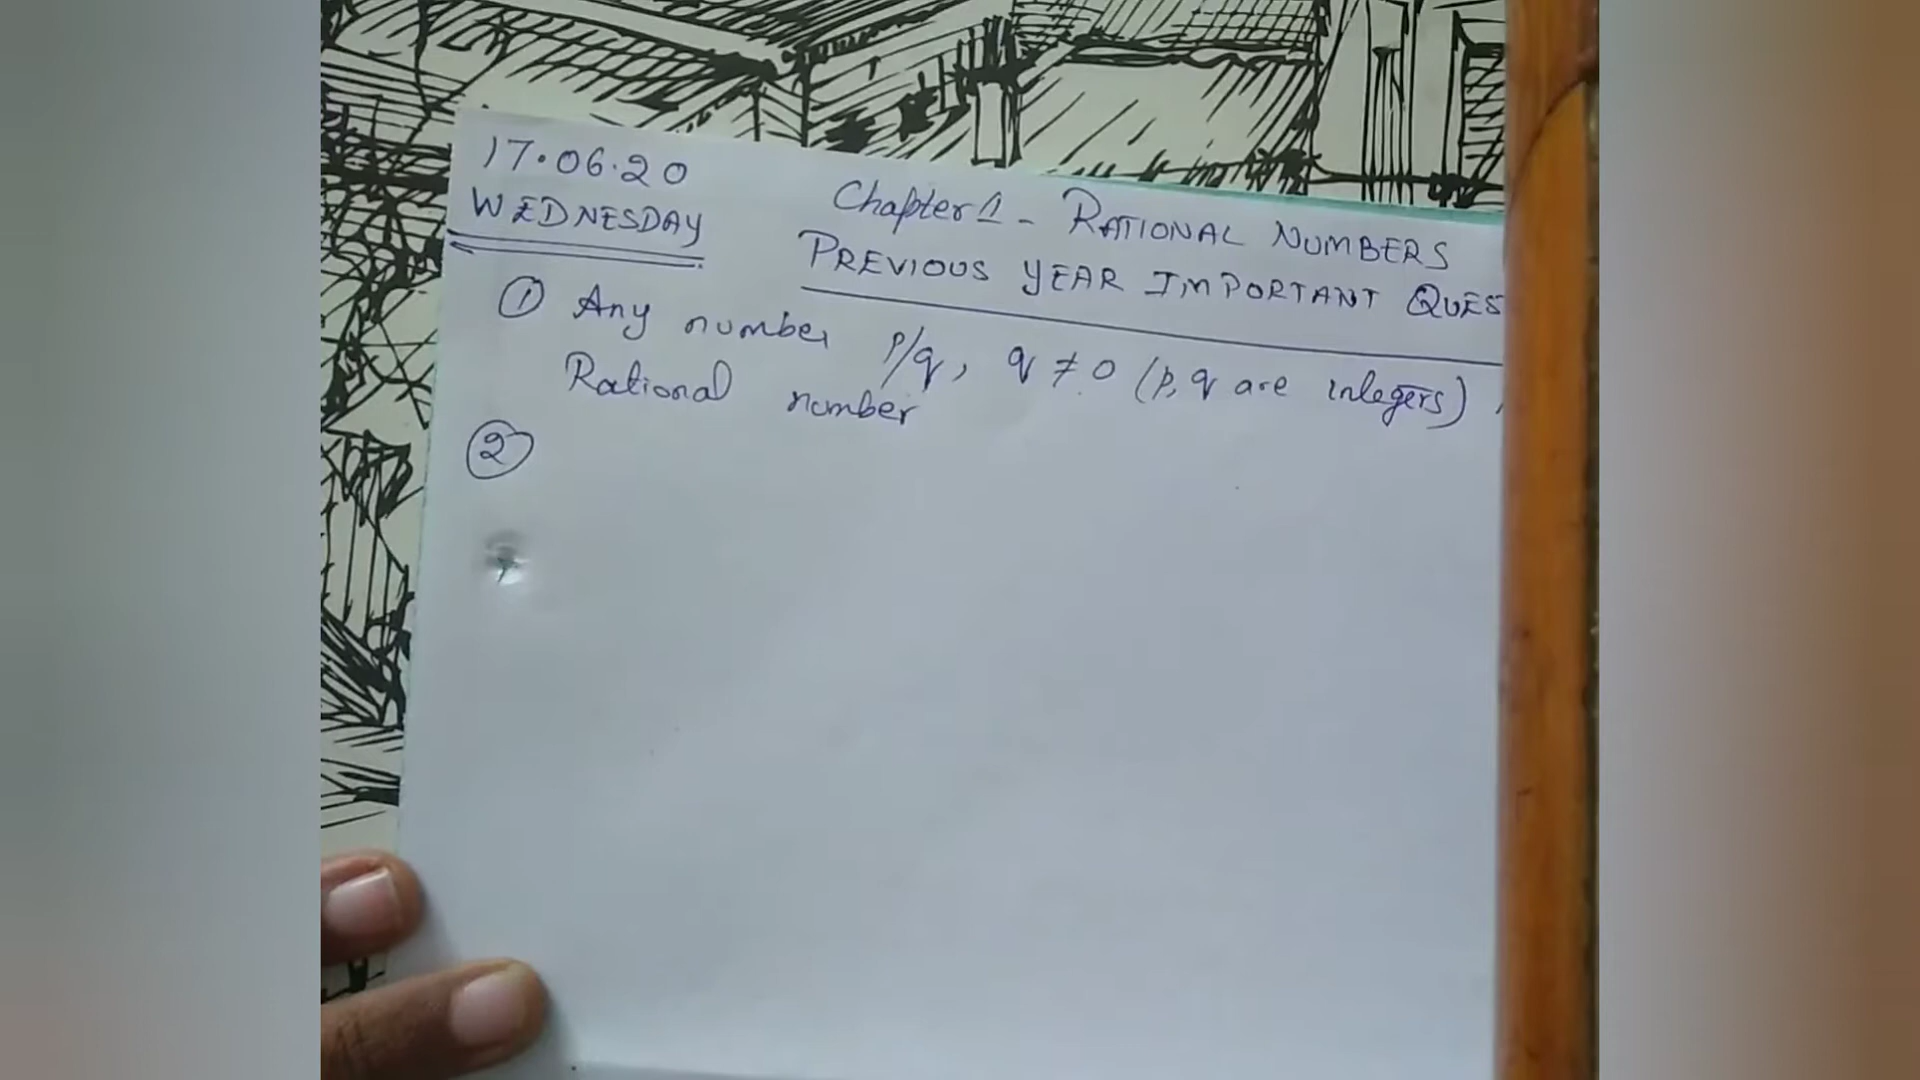 17.06.20
WEDNESDAY
Chapter 1 - RATIONAL NUMBERS
PREVIOUS YEAR IMPORTANT QUES
① Any number p/q, q ≠ 0 (p, q are integers)
Rational number
②